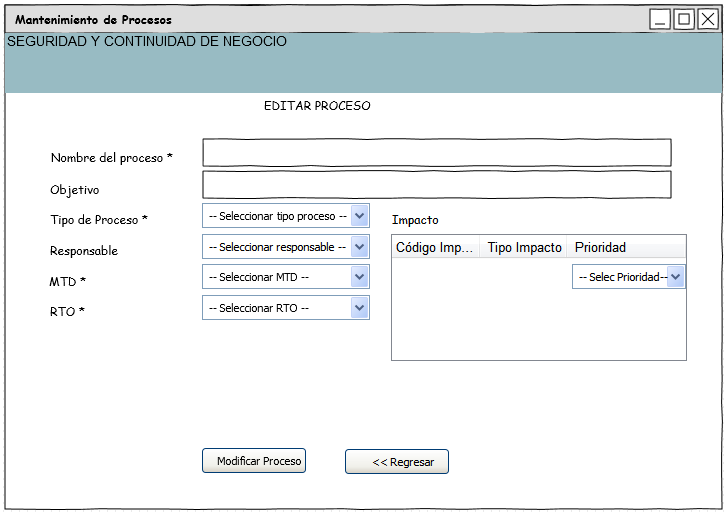 Mantenimiento de Procesos
SEGURIDAD Y CONTINUIDAD DE NEGOCIO
EDITAR PROCESO
Nombre del proceso *
Objetivo
Tipo de Proceso *
-- Seleccionar tipo proceso --
Responsable
-- Seleccionar responsable --
MTD *
-- Seleccionar MTD --
RTO *
-- Seleccionar RTO --
Impacto
Código Imp... Tipo Impacto Prioridad
-- Selec Prioridad--
Modificar Proceso
<< Regresar